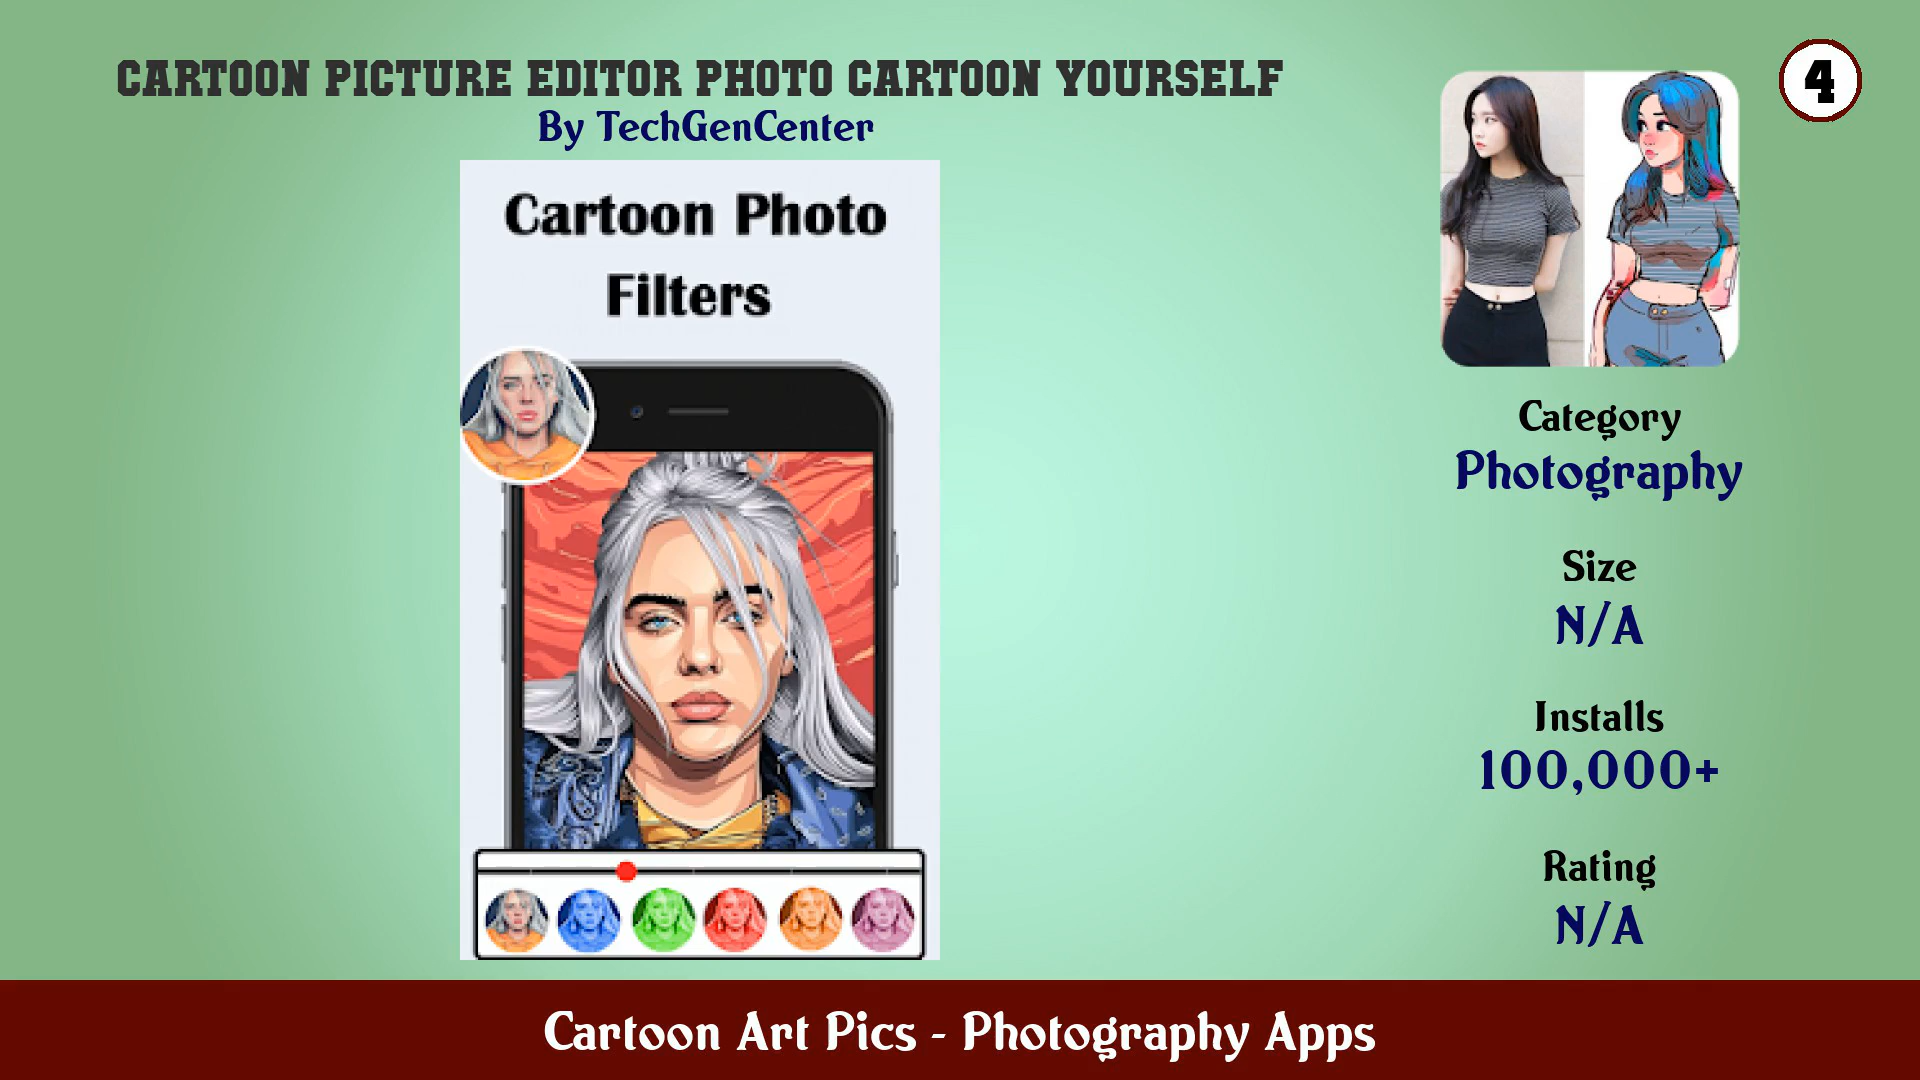 CARTOON PICTURE EDITOR PHOTO CARTOON YOURSELF
By TechGenCenter
4
Cartoon Photo
Filters
Category
Photography
Size
N/A
Installs
100,000+
Rating
N/A
Cartoon Art Pics - Photography Apps